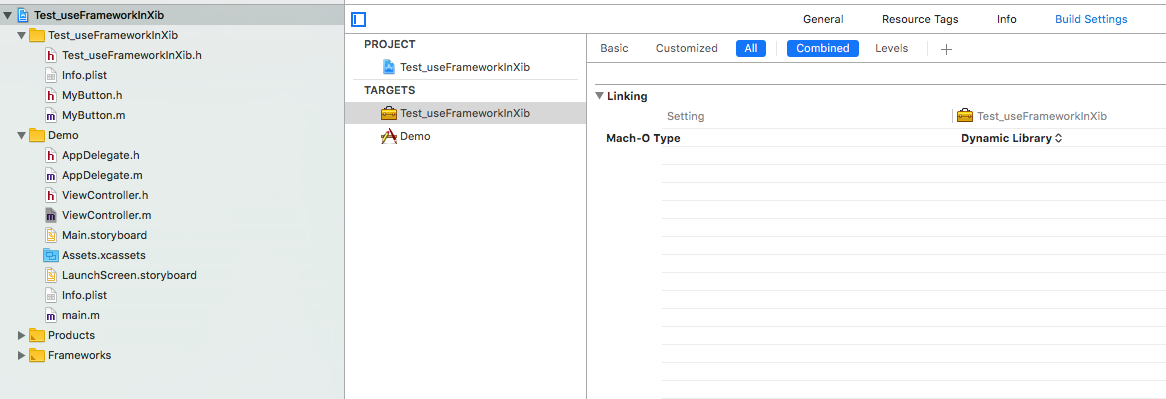 Test_useFrameworkInXib
Test_useFrameworkInXib
Test_useFrameworkInXib.h
Info.plist
MyButton.h
MyButton.m
Demo
AppDelegate.h
AppDelegate.m
ViewController.h
ViewController.m
Main.storyboard
Assets.xcassets
LaunchScreen.storyboard
Info.plist
main.m
Products
Frameworks
General Resource Tags Info Build Settings
PROJECT
Test_useFrameworkInXib
TARGETS
Test_useFrameworkInXib
Demo
Basic Customized All Combined Levels +
Linking
Setting Test_useFrameworkInXib
Mach-O Type Dynamic Library